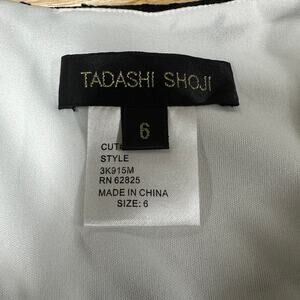 TADASHI SHOJI
6
STYLE
3K915M
RN 62825
MADE IN CHINA
SIZE: 6